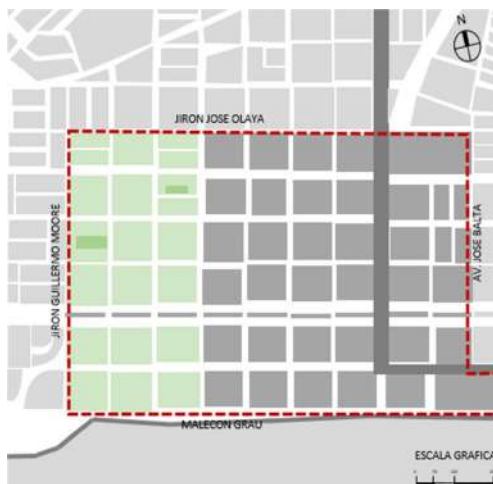 N
JIRON JOSE OLAYA
JIRON GUILLERMO MOORE
AV. JOSE BALTA
MALECON GRAU
ESCALA GRAFICA